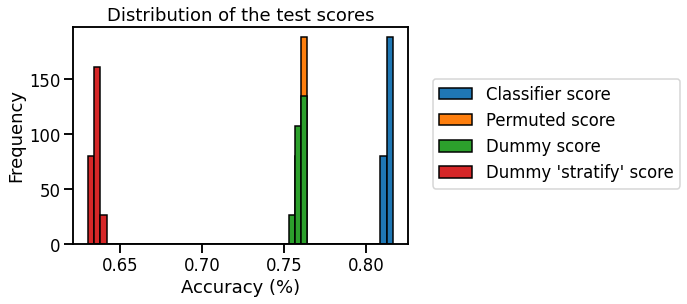 Distribution of the test scores
Frequency
150
100
50
0
0.65 0.70 0.75 0.80
Accuracy (%)
Classifier score
Permuted score
Dummy score
Dummy 'stratify' score